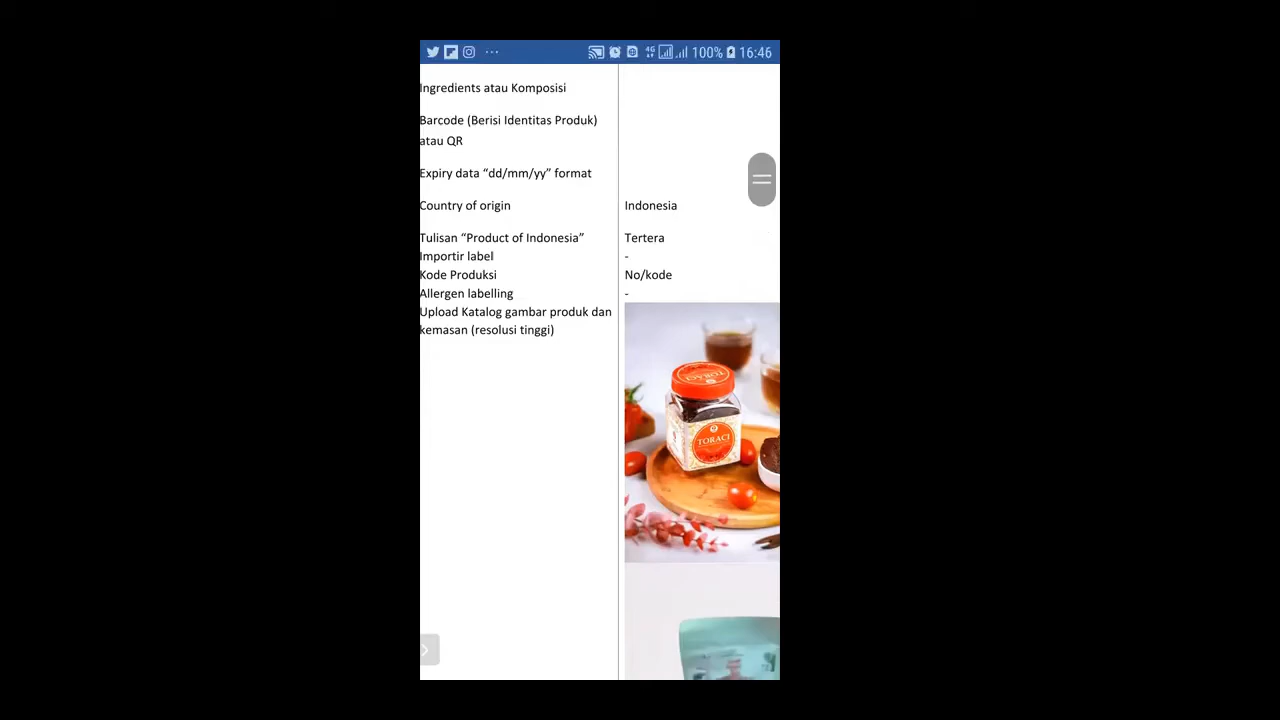 100% 16:46
Ingredients atau Komposisi
Barcode (Berisi Identitas Produk)
atau QR
Expiry data “dd/mm/yy” format
Country of origin
Indonesia
Tulisan “Product of Indonesia”
Tertera
Importir label
-
Kode Produksi
No/kode
Allergen labelling
-
Upload Katalog gambar produk dan
kemasan (resolusi tinggi)
TORACI
TORACI